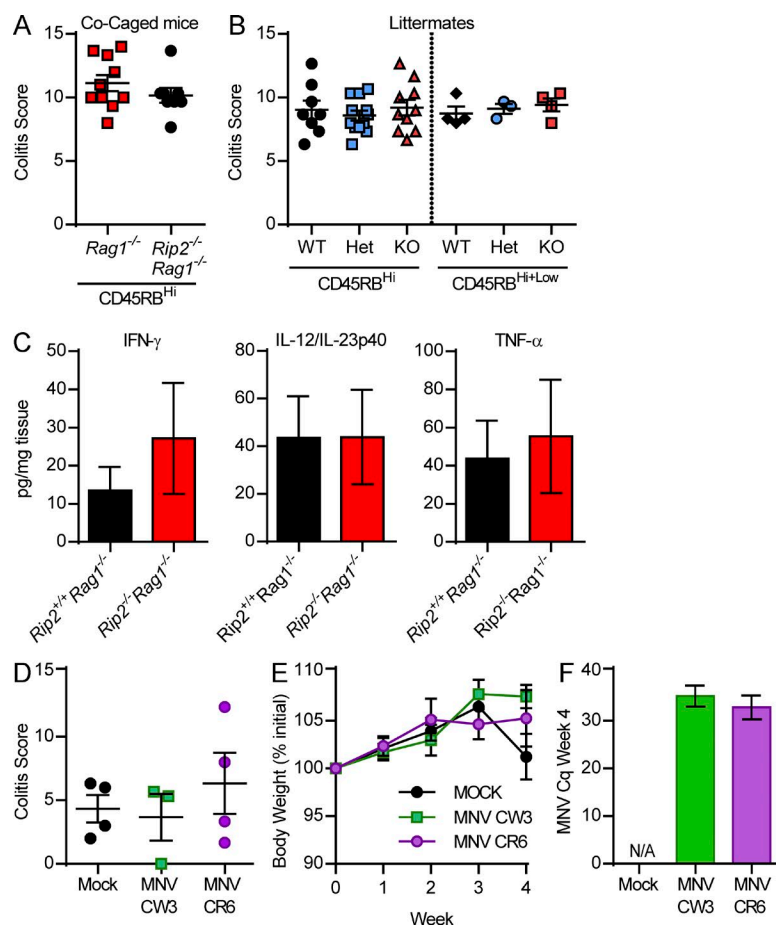 A
Co-Caged mice
Colitis Score
15
10
5
0
Rag1-/-
Rip2-/-
Rag1-/-
CD45RBHi
B
Littermates
Colitis Score
15
10
5
0
WT
Het
KO
WT
Het
KO
CD45RBHi
CD45RBHi+Low
C
IFN-γ
pg/mg tissue
50
40
30
20
10
0
Rip2+/+Rag1-/-
Rip2-/-Rag1-/-
IL-12/IL-23p40
80
60
40
20
0
Rip2+/+Rag1-/-
Rip2-/-Rag1-/-
TNF-α
100
80
60
40
20
0
Rip2+/+Rag1-/-
Rip2-/-Rag1-/-
D
Colitis Score
15
10
5
0
Mock
MNV
CW3
MNV
CR6
E
Body Weight (% initial)
110
105
100
95
90
MOCK
MNV CW3
MNV CR6
0
1
2
3
4
Week
F
MNV Cq Week 4
40
30
20
10
0
N/A
Mock
MNV
CW3
MNV
CR6